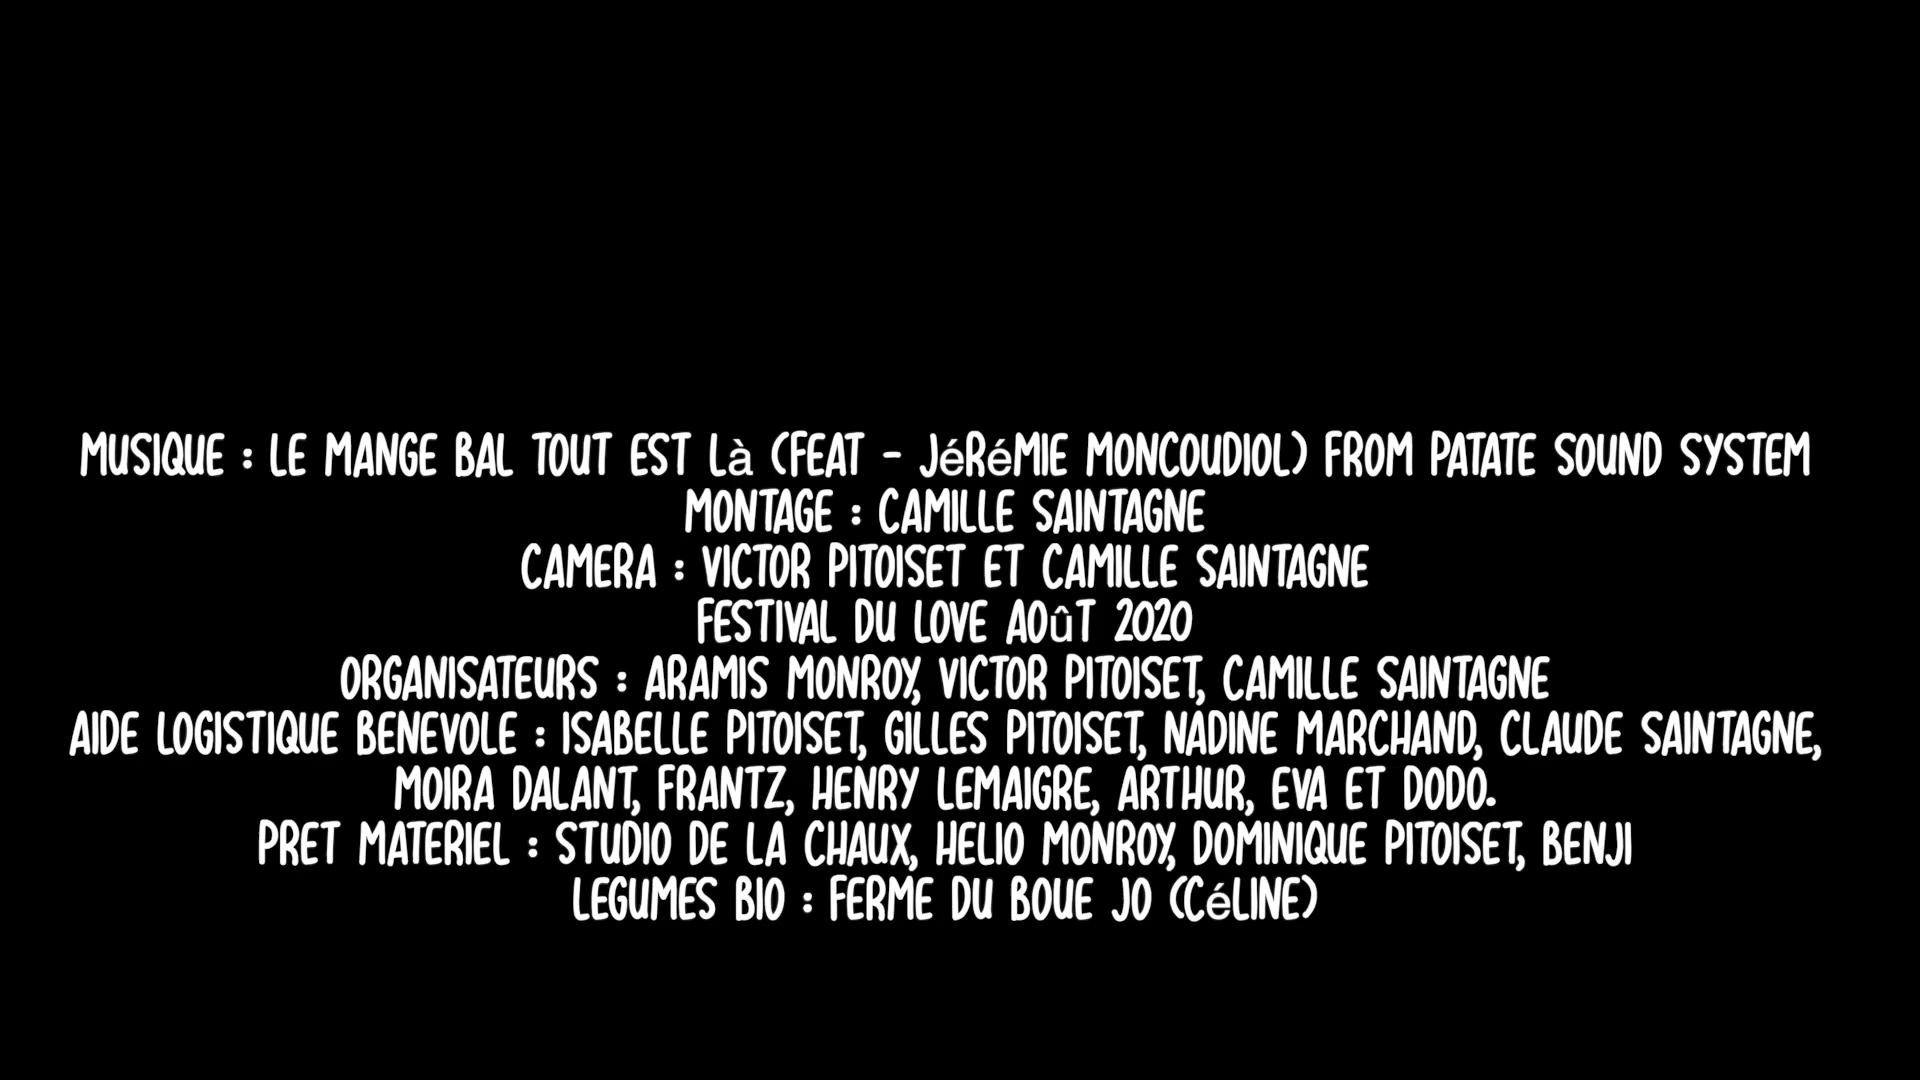 MUSIQUE : LE MANGE BAL TOUT EST Là (FEAT - JéRéMIE MONCOUDIOL) FROM PATATE SOUND SYSTEM
MONTAGE : CAMILLE SAINTAGNE
CAMERA : VICTOR PITOISET ET CAMILLE SAINTAGNE
FESTIVAL DU LOVE AOûT 2020
ORGANISATEURS : ARAMIS MONROY, VICTOR PITOISET, CAMILLE SAINTAGNE
AIDE LOGISTIQUE BENEVOLE : ISABELLE PITOISET, GILLES PITOISET, NADINE MARCHAND, CLAUDE SAINTAGNE,
MOIRA DALANT, FRANTZ, HENRY LEMAIGRE, ARTHUR, EVA ET DODO.
PRET MATERIEL : STUDIO DE LA CHAUX, HELIO MONROY, DOMINIQUE PITOISET, BENJI
LEGUMES BIO : FERME DU BOUE JO (CéLINE)